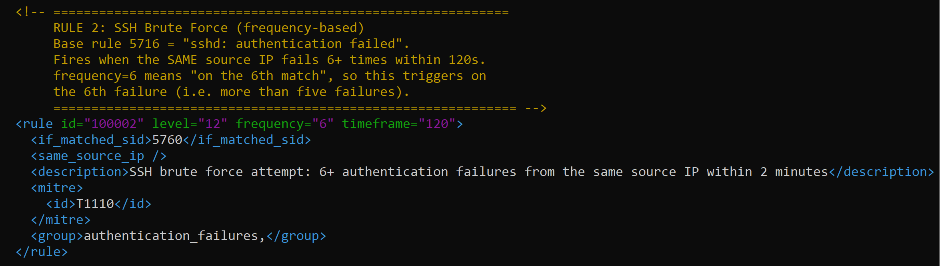 <!-- =============================================================
RULE 2: SSH Brute Force (frequency-based)
Base rule 5716 = "sshd: authentication failed".
Fires when the SAME source IP fails 6+ times within 120s.
frequency=6 means "on the 6th match", so this triggers on
the 6th failure (i.e. more than five failures).
============================================================== -->
<rule id="100002" level="12" frequency="6" timeframe="120">
<if_matched_sid>5760</if_matched_sid>
<same_source_ip />
<description>SSH brute force attempt: 6+ authentication failures from the same source IP within 2 minutes</description>
<mitre>
<id>T1110</id>
</mitre>
<group>authentication_failures,</group>
</rule>